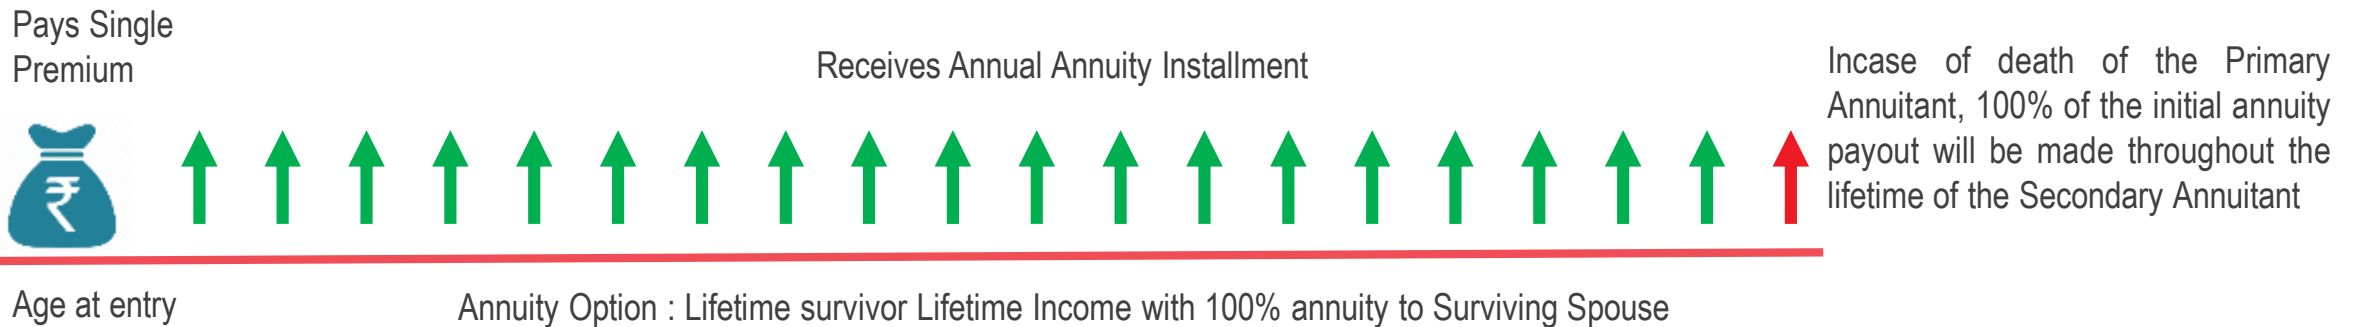 Pays Single
Premium
Receives Annual Annuity Installment
Incase of death of the Primary
Annuitant, 100% of the initial annuity
payout will be made throughout the
lifetime of the Secondary Annuitant
₹
Age at entry
Annuity Option : Lifetime survivor Lifetime Income with 100% annuity to Surviving Spouse